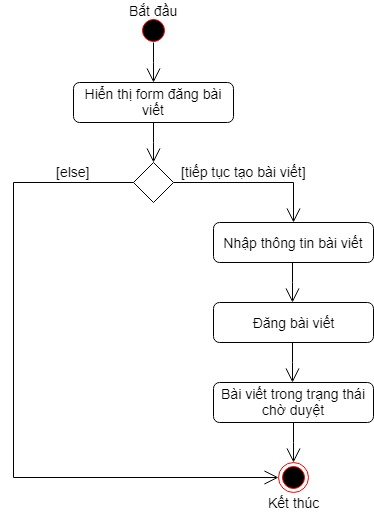 Bắt đầu
Hiển thị form đăng bài
viết
[else]
[tiếp tục tạo bài viết]
Nhập thông tin bài viết
Đăng bài viết
Bài viết trong trạng thái
chờ duyệt
Kết thúc